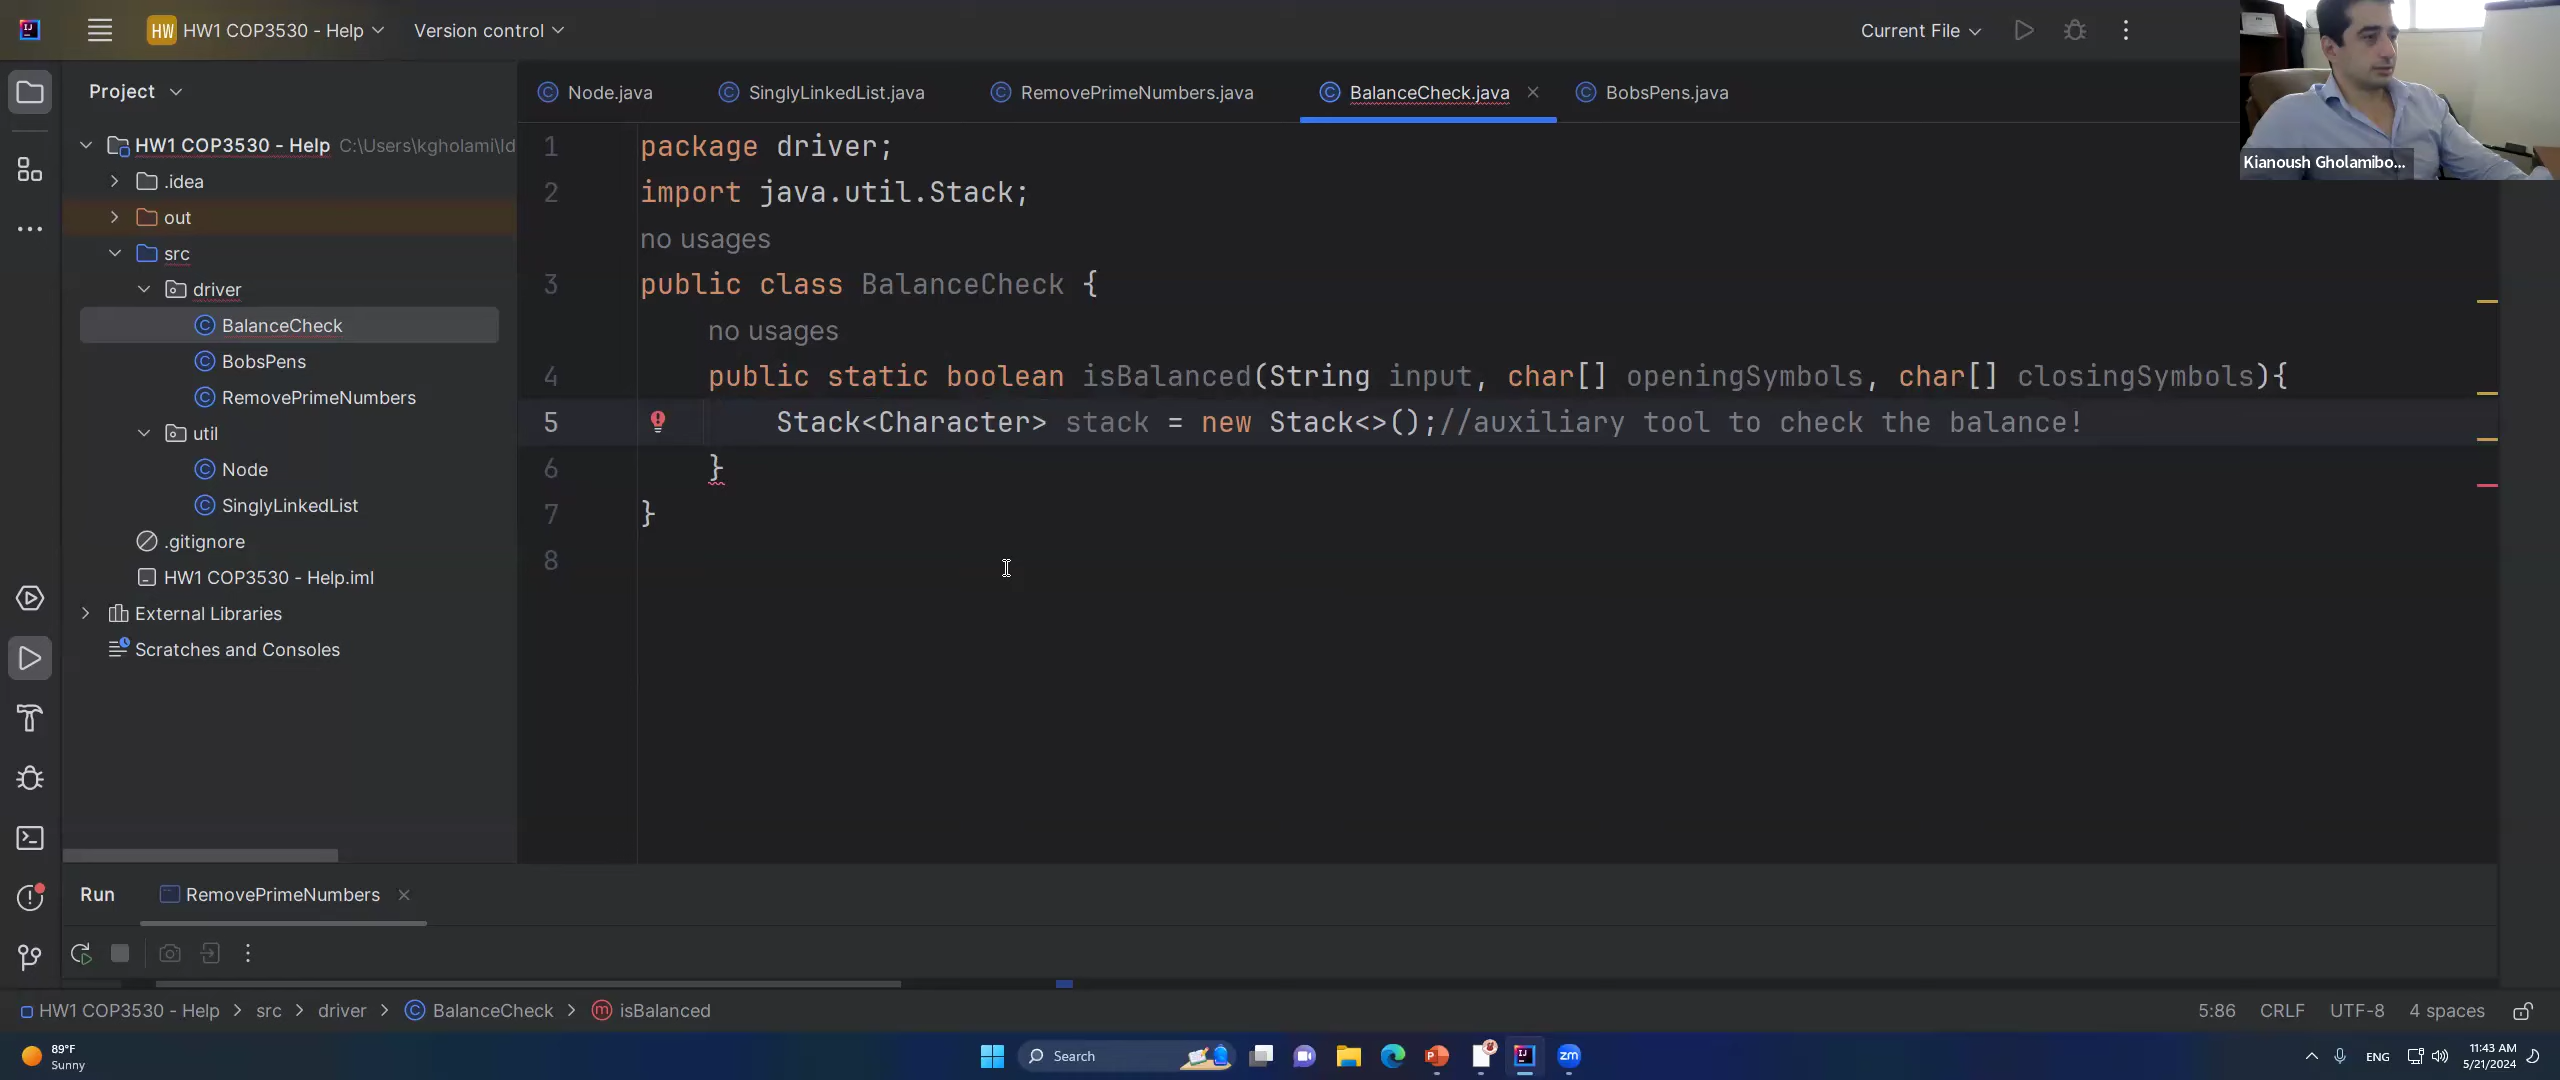 HW HW1 COP3530 - Help Version control Current File
Project
Node.java SinglyLinkedList.java RemovePrimeNumbers.java BalanceCheck.java BobsPens.java
Kianoush Gholamibo...
HW1 COP3530 - Help C:\Users\kgholami\Id
.idea
out
src
driver
BalanceCheck
BobsPens
RemovePrimeNumbers
util
Node
SinglyLinkedList
.gitignore
HW1 COP3530 - Help.iml
External Libraries
Scratches and Consoles
1 package driver;
2 import java.util.Stack;
no usages
3 public class BalanceCheck {
no usages
4 public static boolean isBalanced(String input, char[] openingSymbols, char[] closingSymbols){
5 Stack<Character> stack = new Stack<>();//auxiliary tool to check the balance!
6 }
7 }
8
Run RemovePrimeNumbers
HW1 COP3530 - Help > src > driver > BalanceCheck > isBalanced 5:86 CRLF UTF-8 4 spaces
89°F
Sunny
Search
zm
ENG
11:43 AM
5/21/2024